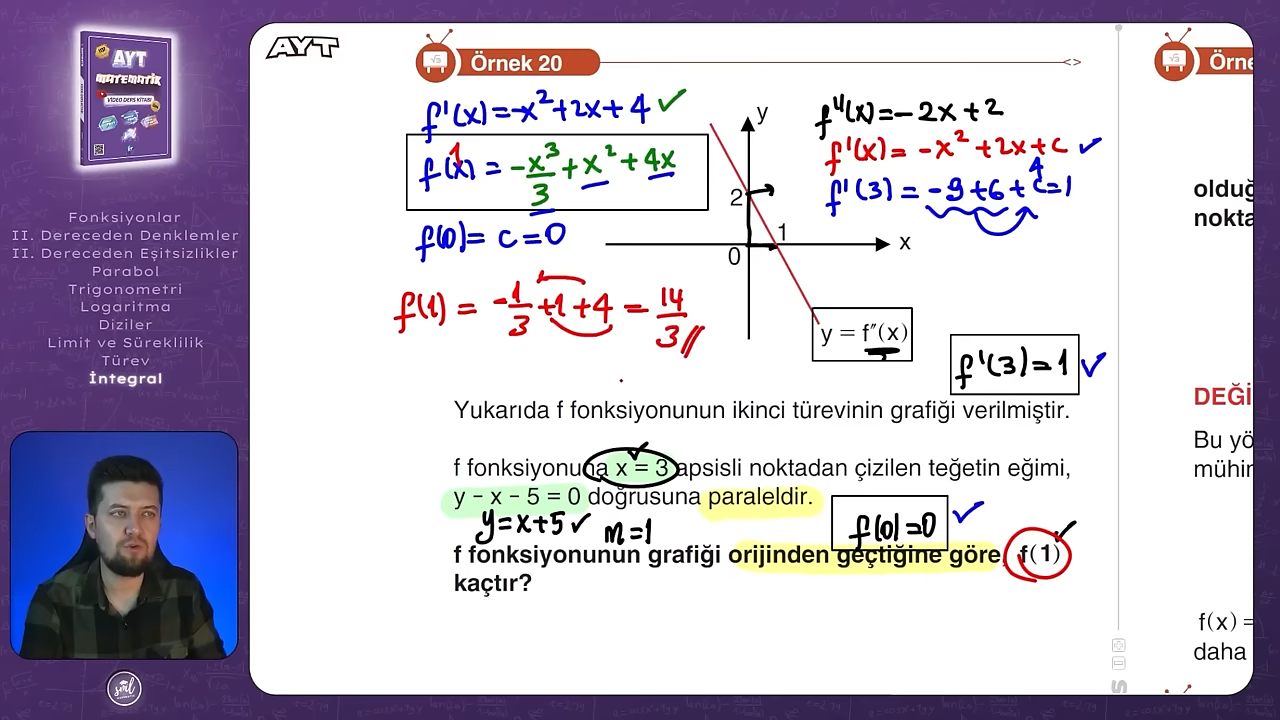 AYT
MATEMATİK
VİDEO DERS KİTABI
Fonksiyonlar
II. Dereceden Denklemler
II. Dereceden Eşitsizlikler
Parabol
Trigonometri
Logaritma
Diziler
Limit ve Süreklilik
Türev
İntegral
sml
AYT
Örnek 20
<>
f'(x)=-x²+2x+4 ✓
f(x) = -x³/3 + x² + 4x
1
f(0)= c=0
f(1) = -1/3 +1 +4 = 14/3 //
y
2
0
1
x
y = f″(x)
f''(x)=-2x+2
f'(x)= -x²+2x+c ✓
4
f'(3) = -9+6+c=1
f'(3)=1 ✓
Yukarıda f fonksiyonunun ikinci türevinin grafiği verilmiştir.
f fonksiyonuna x = 3 apsisli noktadan çizilen teğetin eğimi,
y - x - 5 = 0 doğrusuna paraleldir.
y=x+5 ✓ m=1
f(0)=0 ✓
f fonksiyonunun grafiği orijinden geçtiğine göre, f(1)
kaçtır?
Örne
olduğ
nokta
DEĞİ
Bu yö
mühin
f(x) =
daha